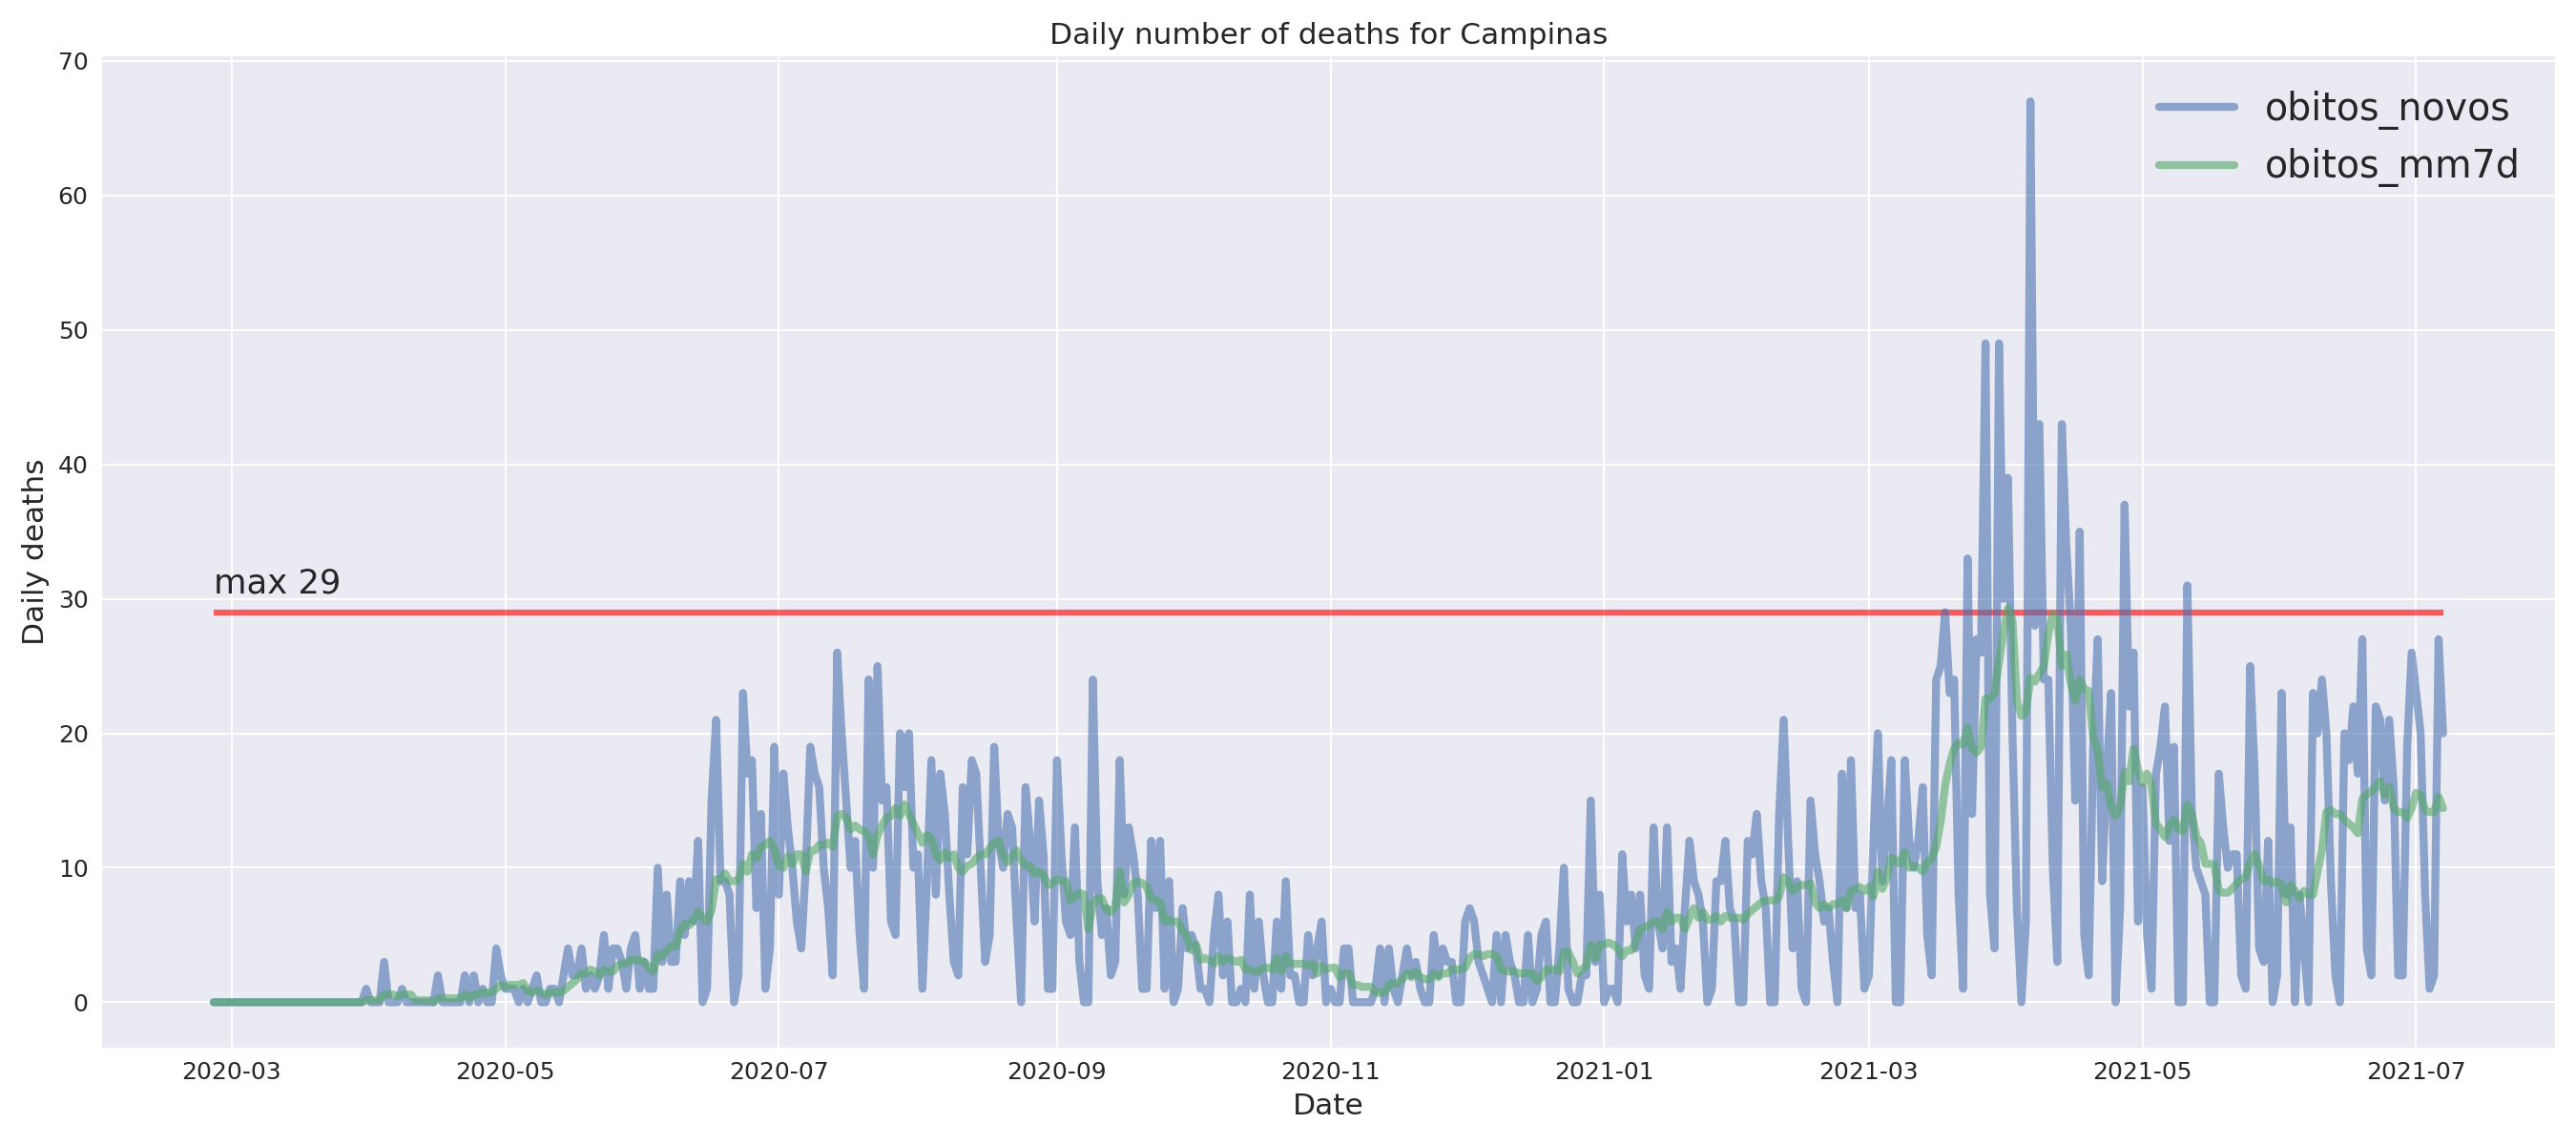 Daily number of deaths for Campinas
obitos_novos
obitos_mm7d
Daily deaths
70
60
50
40
30
20
10
0
max 29
2020-03 2020-05 2020-07 2020-09 2020-11 2021-01 2021-03 2021-05 2021-07
Date